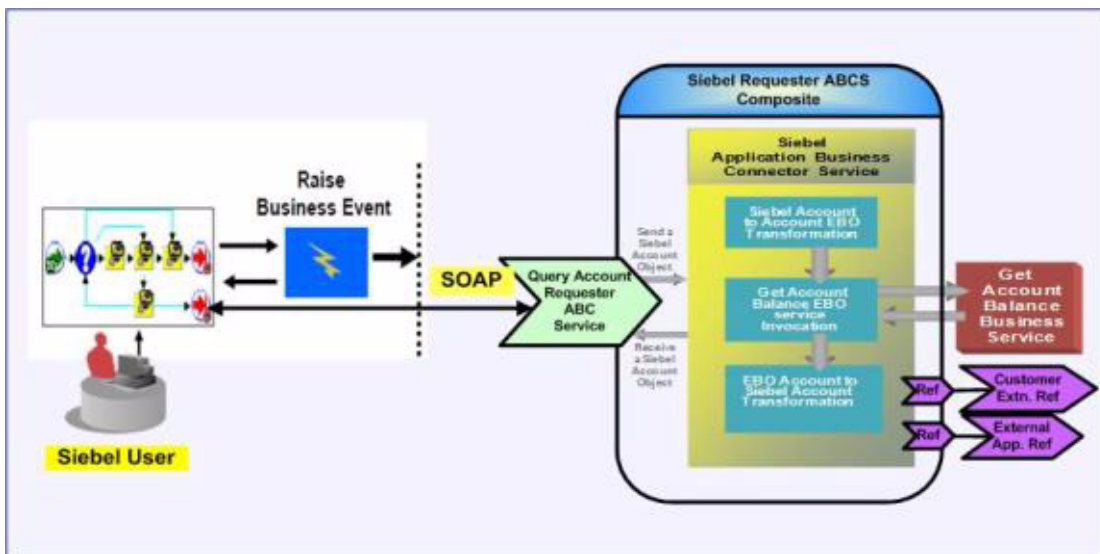 Siebel Requester ABCS
Composite
Siebel
Application Business
Connector Service
Raise
Business Event
Siebel Account
to Account EBO
Transformation
Send a
Siebel
Account
Object
SOAP
Query Account
Requester
ABC
Service
Get Account
Balance EBO
service
Invocation
Get
Account
Balance
Business
Service
Receive
a Siebel
Account
Object
EBO Account to
Siebel Account
Transformation
Ref
Customer
Extn. Ref
Ref
External
App. Ref
Siebel User